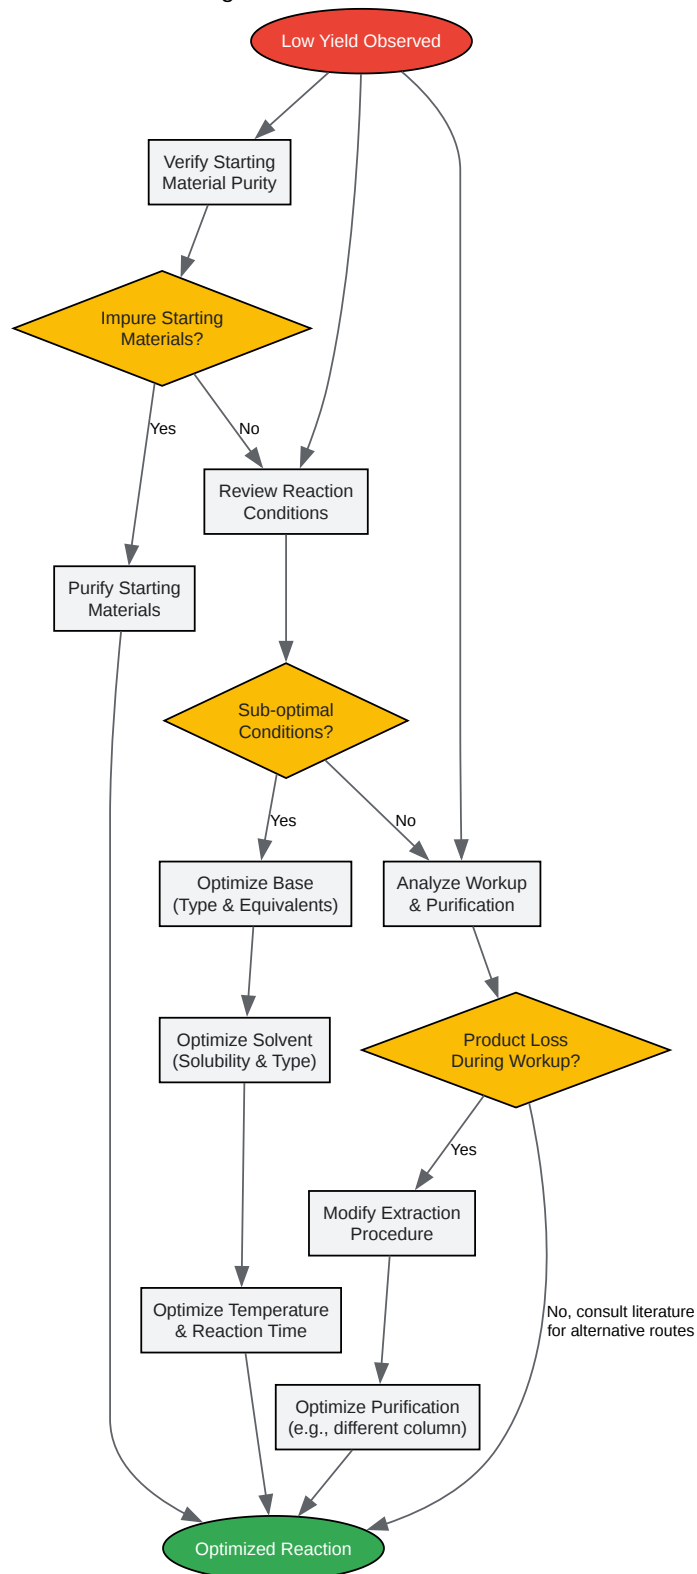 Low Yield Observed
Verify Starting
Material Purity
Impure Starting
Materials?
Yes
No
Review Reaction
Conditions
Purify Starting
Materials
Sub-optimal
Conditions?
Yes
No
Optimize Base
(Type & Equivalents)
Analyze Workup
& Purification
Optimize Solvent
(Solubility & Type)
Product Loss
During Workup?
Yes
Modify Extraction
Procedure
Optimize Temperature
& Reaction Time
No, consult literature
for alternative routes
Optimize Purification
(e.g., different column)
Optimized Reaction